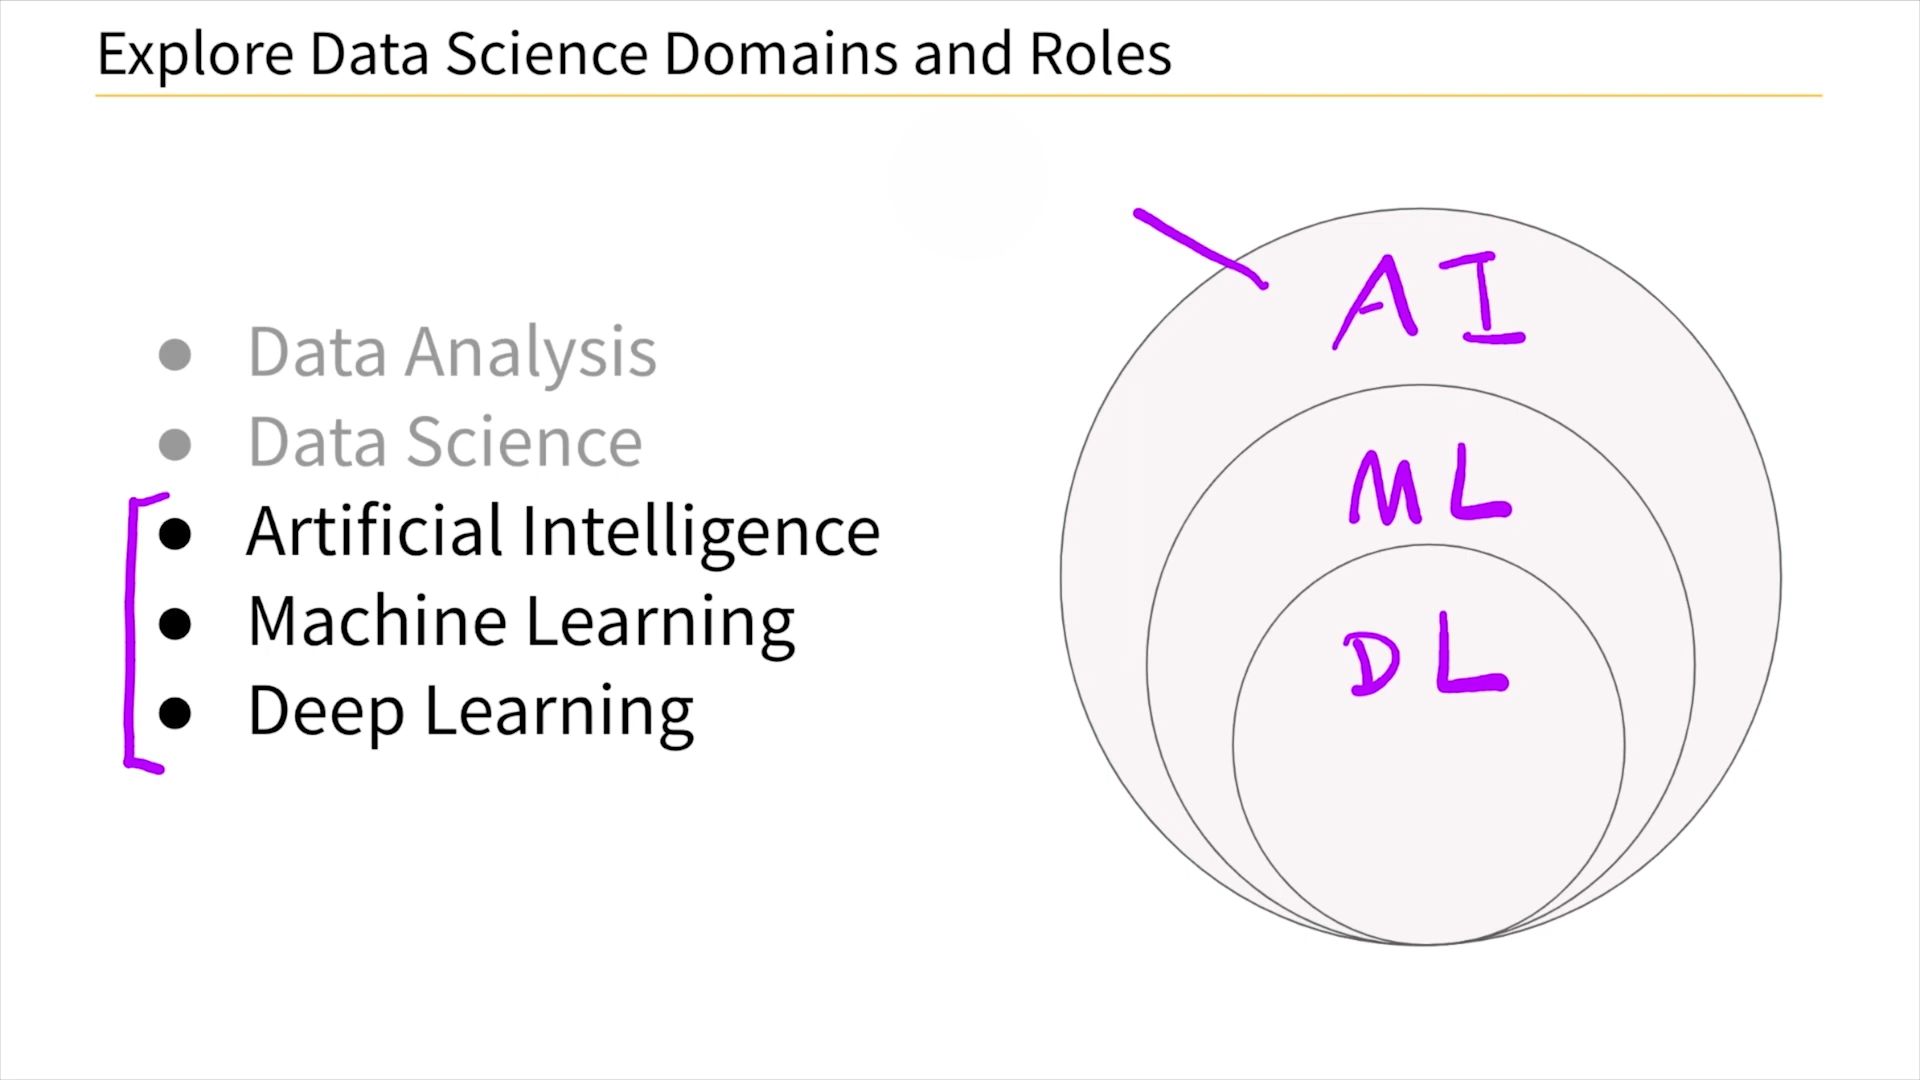 Explore Data Science Domains and Roles
● Data Analysis
● Data Science
● Artificial Intelligence
● Machine Learning
● Deep Learning
AI
ML
DL